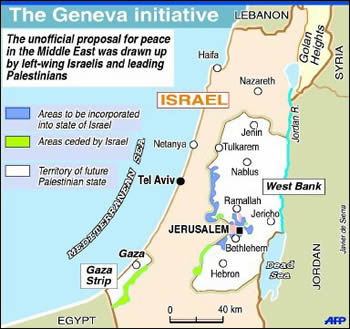 The Geneva initiative
The unofficial proposal for peace
in the Middle East was drawn up
by left-wing Israelis and leading
Palestinians
Areas to be incorporated
into state of Israel
Areas ceded by Israel
Territory of future
Palestinian state
LEBANON
Golan
Heights
SYRIA
Haifa
Nazareth
ISRAEL
Jordan R.
Jenin
Netanya
Tulkarem
Nablus
MEDITERRANEAN SEA
Tel Aviv
West Bank
Ramallah
Jericho
JERUSALEM
Bethlehem
Gaza
Gaza
Strip
Hebron
Dead
Sea
JORDAN
EGYPT
0
40 km
Javier de Sierra
AFP